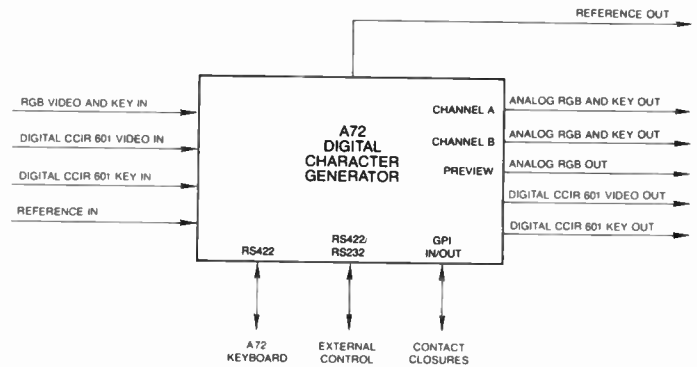 REFERENCE OUT
RGB VIDEO AND KEY IN
DIGITAL CCIR 601 VIDEO IN
DIGITAL CCIR 601 KEY IN
REFERENCE IN
A72
DIGITAL
CHARACTER
GENERATOR
CHANNEL A
CHANNEL B
PREVIEW
ANALOG RGB AND KEY OUT
ANALOG RGB AND KEY OUT
ANALOG RGB OUT
DIGITAL CCIR 601 VIDEO OUT
DIGITAL CCIR 601 KEY OUT
RS422
RS422/
RS232
GPI
IN/OUT
A72
KEYBOARD
EXTERNAL
CONTROL
CONTACT
CLOSURES